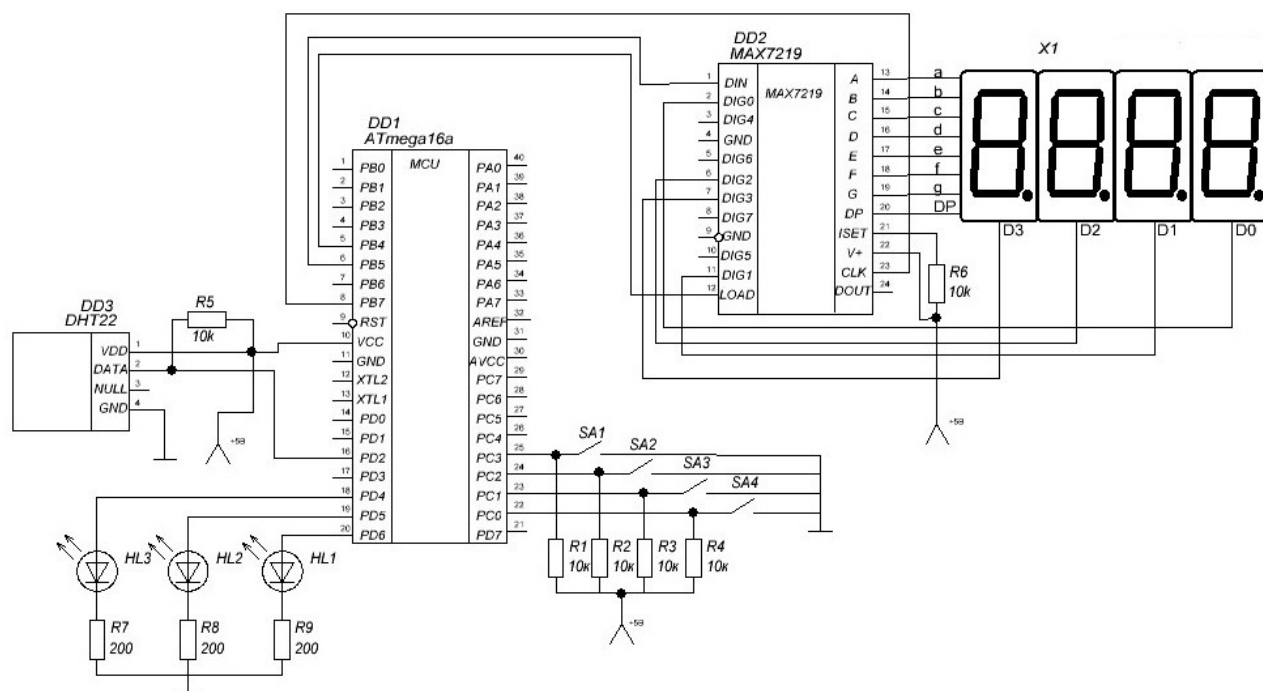 DD1
ATmega16a
MCU
1 PB0
2 PB1
3 PB2
4 PB3
5 PB4
6 PB5
7 PB6
8 PB7
9 RST
10 VCC
11 GND
12 XTL2
13 XTL1
14 PD0
15 PD1
16 PD2
17 PD3
18 PD4
19 PD5
20 PD6
PA0 40
PA1 39
PA2 38
PA3 37
PA4 36
PA5 35
PA6 34
PA7 33
AREF 32
GND 31
AVCC 30
PC7 29
PC6 28
PC5 27
PC4 26
PC3 25
PC2 24
PC1 23
PC0 22
PD7 21
DD2
MAX7219
MAX7219
1 DIN
2 DIG0
3 DIG4
4 GND
5 DIG6
6 DIG2
7 DIG3
8 DIG7
9 GND
10 DIG5
11 DIG1
12 LOAD
A 13 a
B 14 b
C 15 c
D 16 d
E 17 e
F 18 f
G 19 g
DP 20 DP
ISET 21
V+ 22
CLK 23
DOUT 24
X1
D3 D2 D1 D0
R6
10k
+5В
DD3
DHT22
VDD 1
DATA 2
NULL 3
GND 4
R5
10k
+5В
SA1
SA2
SA3
SA4
R1 R2 R3 R4
10к 10к 10к 10к
+5В
HL3 HL2 HL1
R7 R8 R9
200 200 200